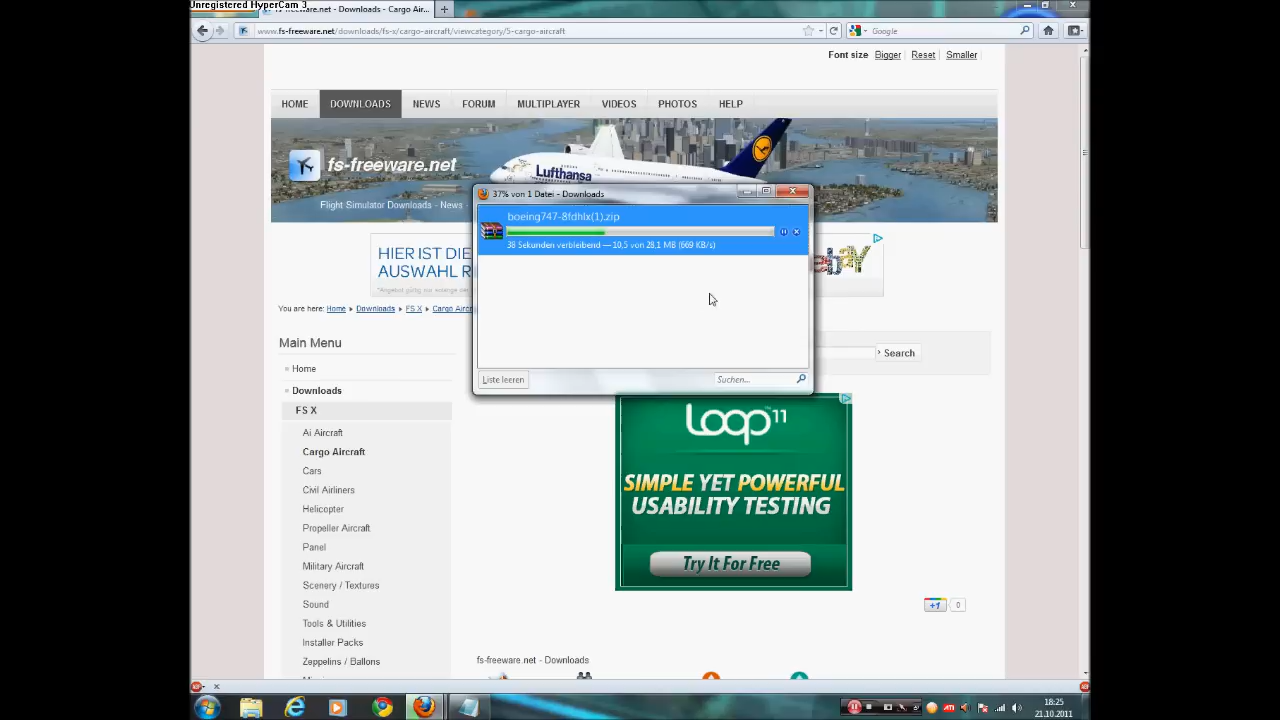 Unregistered HyperCam 3
fs-freeware.net - Downloads - Cargo Air...
www.fs-freeware.net/downloads/fs-x/cargo-aircraft/viewcategory/5-cargo-aircraft
Google
Font size Bigger Reset Smaller
HOME DOWNLOADS NEWS FORUM MULTIPLAYER VIDEOS PHOTOS HELP
fs-freeware.net
Lufthansa
Flight Simulator Downloads - News -
37% von 1 Datei - Downloads
boeing747-8fdhlx(1).zip
38 Sekunden verbleibend — 10,5 von 28,1 MB (669 KB/s)
Liste leeren
Suchen...
HIER IST DIE
AUSWAHL R
ebay
You are here: Home Downloads FS X Cargo Aircr
Search
Main Menu
Home
Downloads
FS X
Ai Aircraft
Cargo Aircraft
Cars
Civil Airliners
Helicopter
Propeller Aircraft
Panel
Military Aircraft
Scenery / Textures
Sound
Tools & Utilities
Installer Packs
Zeppelins / Ballons
Loop11
SIMPLE YET POWERFUL
USABILITY TESTING
Try It For Free
+1 0
fs-freeware.net - Downloads
18:25
21.10.2011